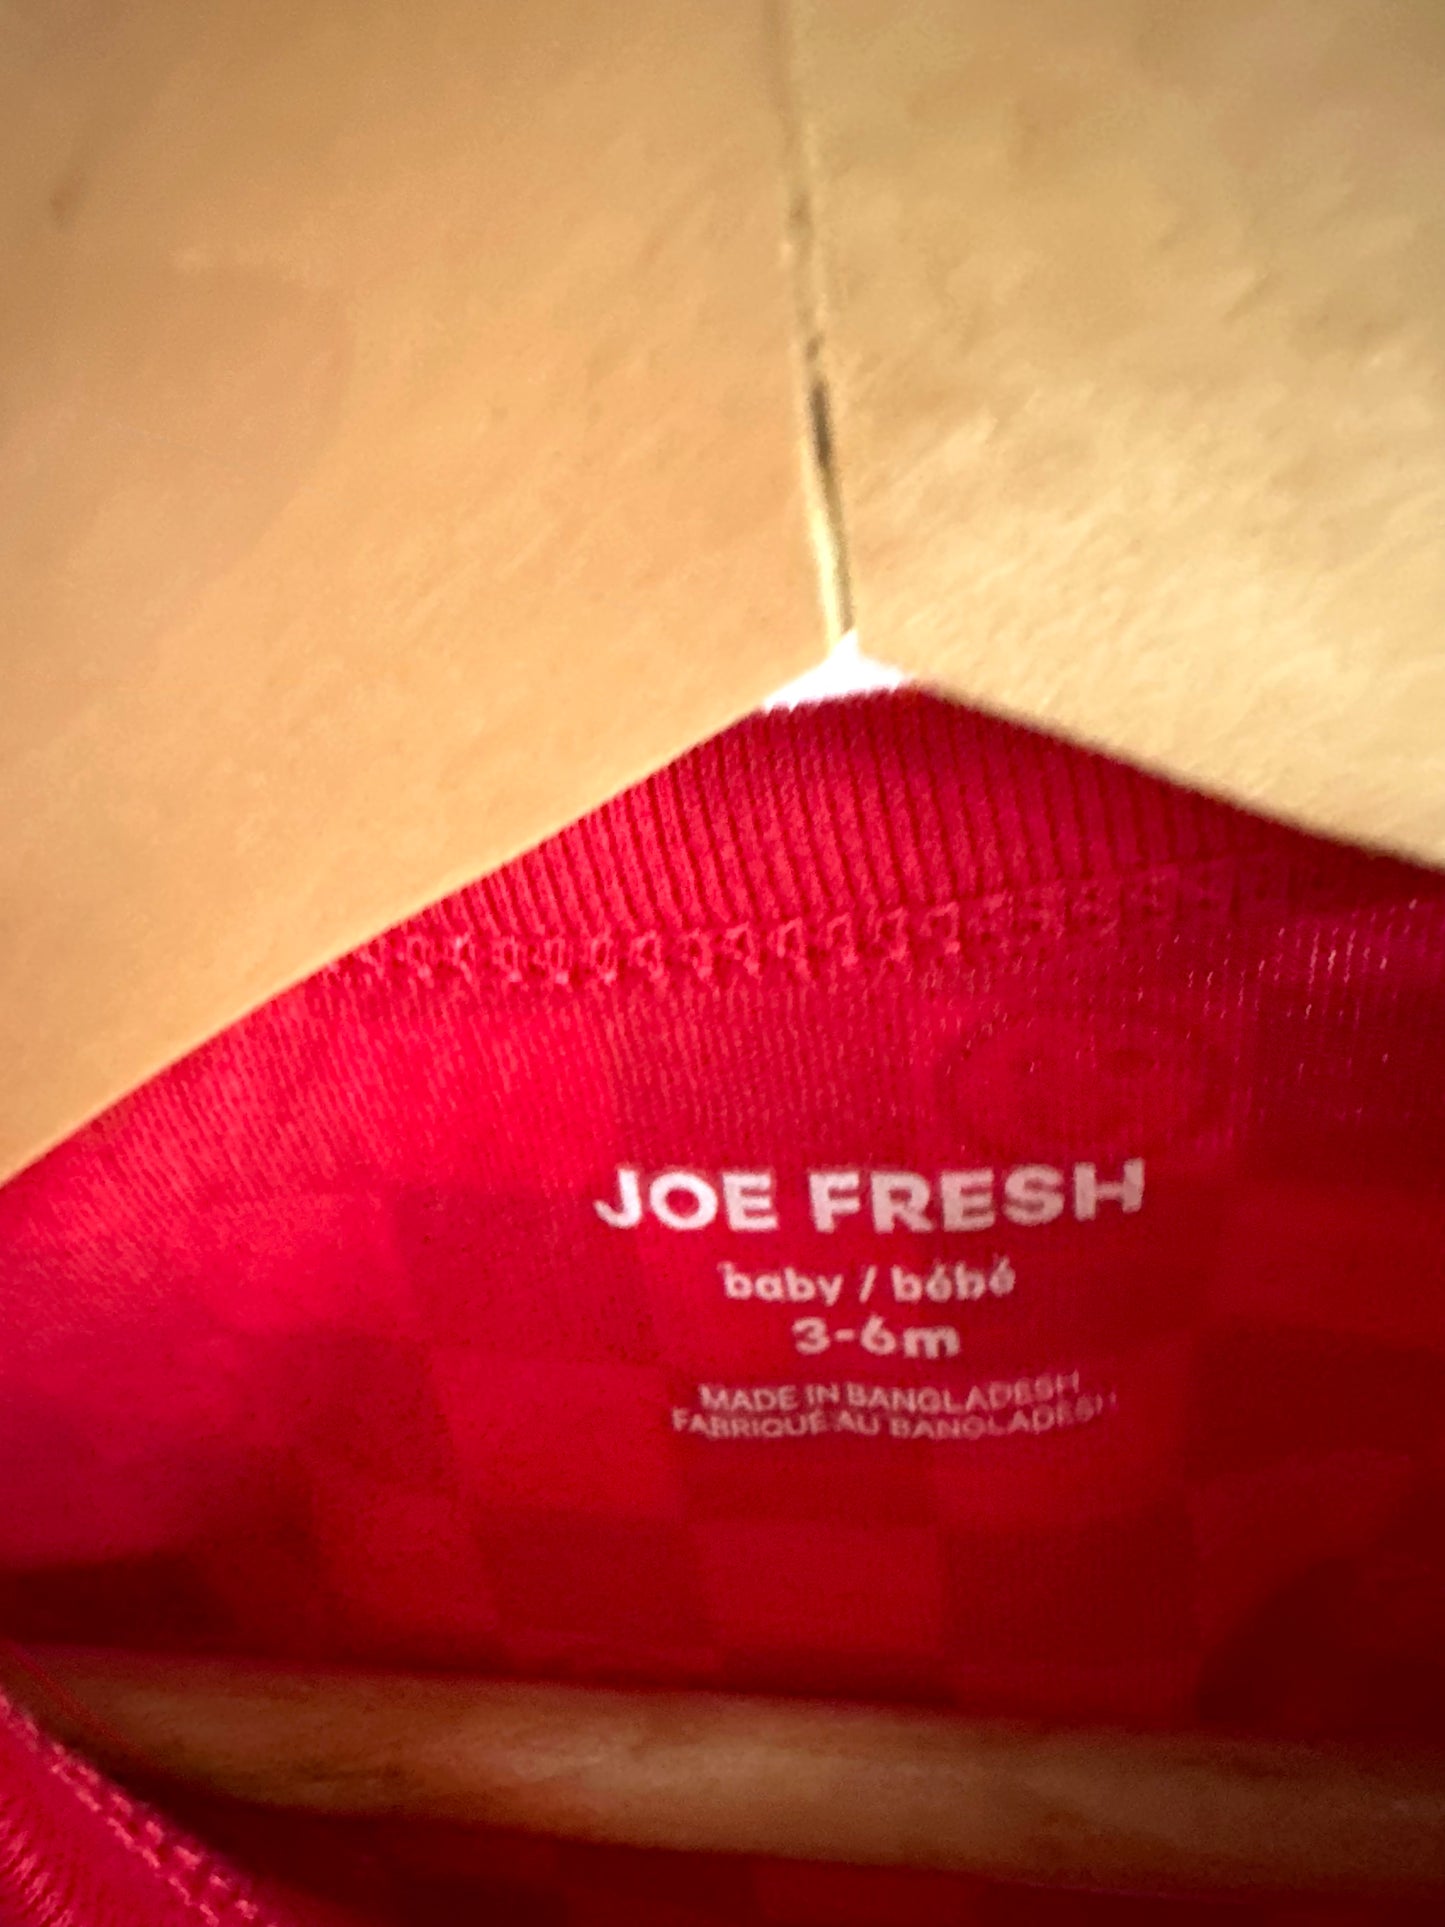 JOE FRESH
baby / bébé
3-6m
MADE IN BANGLADESH
FABRIQUÉ AU BANGLADESH